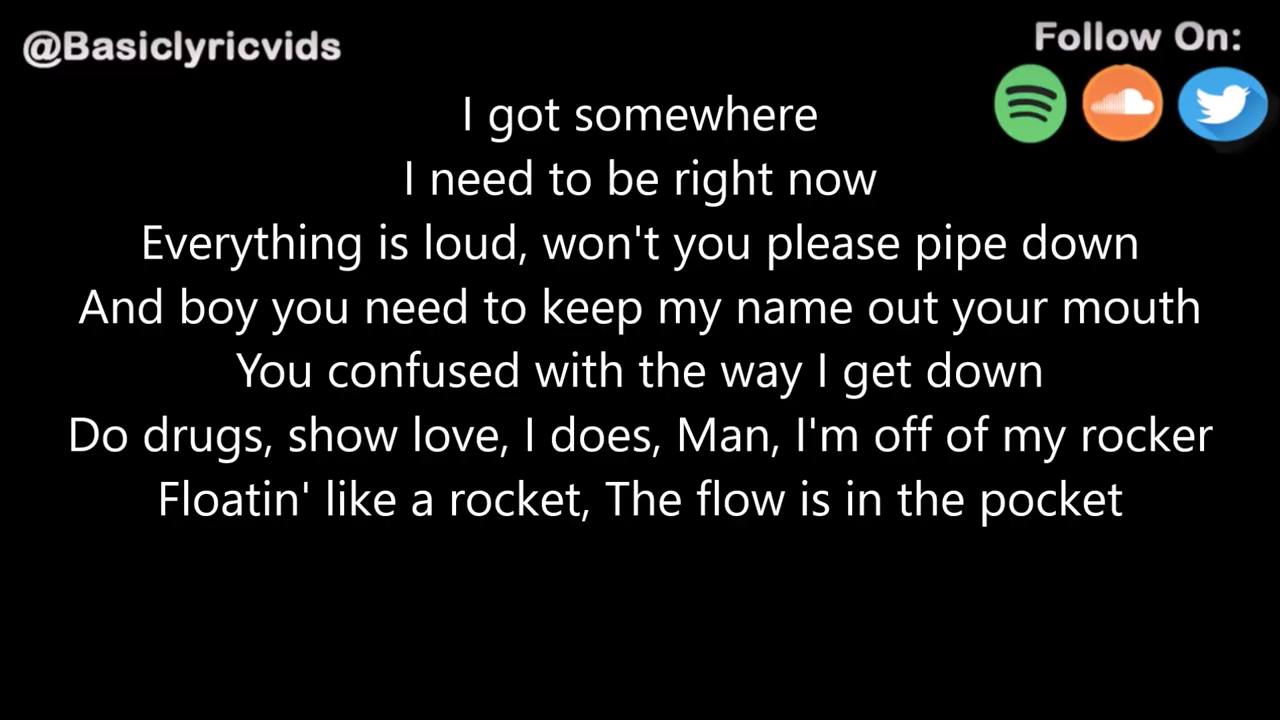 @Basiclyricvids
Follow On:
I got somewhere
I need to be right now
Everything is loud, won't you please pipe down
And boy you need to keep my name out your mouth
You confused with the way I get down
Do drugs, show love, I does, Man, I'm off of my rocker
Floatin' like a rocket, The flow is in the pocket